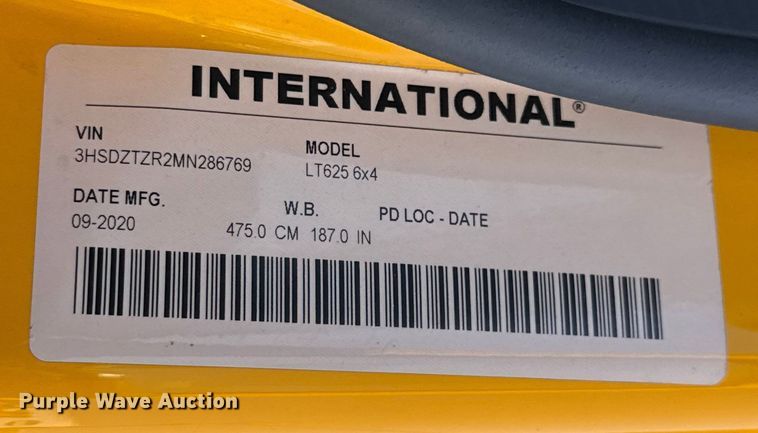 INTERNATIONAL®
VIN
3HSDZTZR2MN286769
MODEL
LT625 6x4
DATE MFG.
09-2020
W.B.
475.0 CM 187.0 IN
PD LOC - DATE
Purple Wave Auction